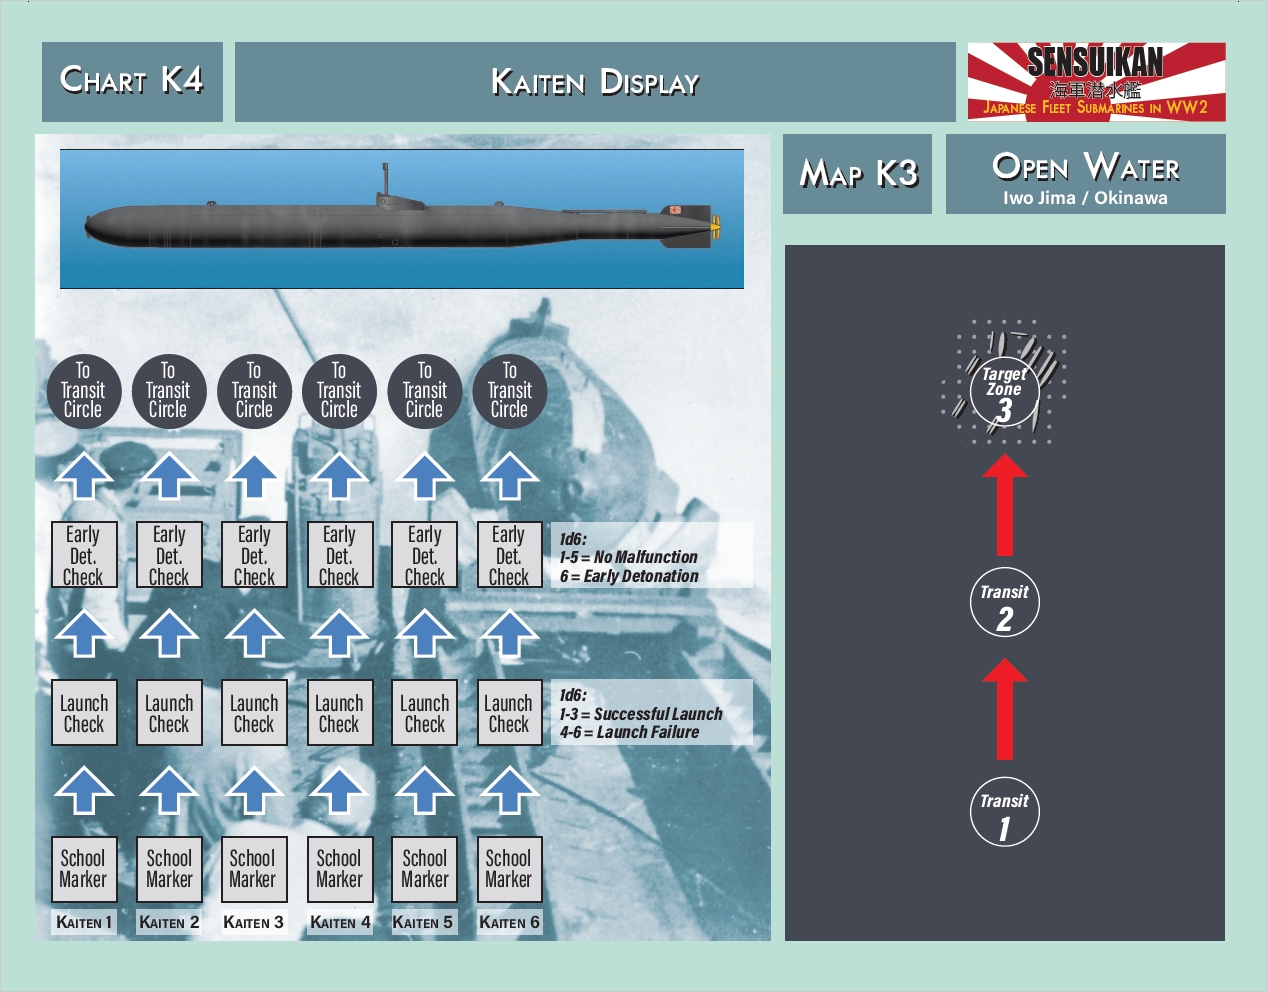 CHART K4
KAITEN DISPLAY
SENSUIKAN
海軍潜水艦
JAPANESE FLEET SUBMARINES IN WW2
MAP K3
OPEN WATER
Iwo Jima / Okinawa
To To To To To To
Transit Transit Transit Transit Transit Transit
Circle Circle Circle Circle Circle Circle
Early Early Early Early Early Early
Det. Det. Det. Det. Det. Det.
Check Check Check Check Check Check
1d6:
1-5 = No Malfunction
6 = Early Detonation
Launch Launch Launch Launch Launch Launch
Check Check Check Check Check Check
1d6:
1-3 = Successful Launch
4-6 = Launch Failure
School School School School School School
Marker Marker Marker Marker Marker Marker
KAITEN 1 KAITEN 2 KAITEN 3 KAITEN 4 KAITEN 5 KAITEN 6
Target
Zone
3
Transit
2
Transit
1